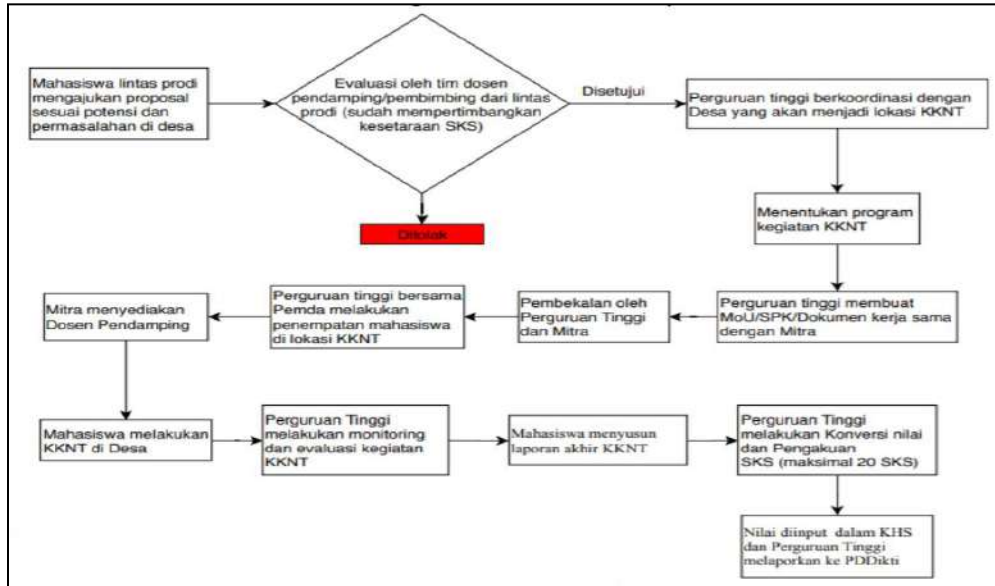 Mahasiswa lintas prodi
mengajukan proposal
sesuai potensi dan
permasalahan di desa
Evaluasi oleh tim dosen
pendamping/pembimbing dari lintas
prodi (sudah mempertimbangkan
kesetaraan SKS)
Disetujui
Perguruan tinggi berkoordinasi dengan
Desa yang akan menjadi lokasi KKNT
Ditolak
Menentukan program
kegiatan KKNT
Perguruan tinggi membuat
MoU/SPK/Dokumen kerja sama
dengan Mitra
Pembekalan oleh
Perguruan Tinggi
dan Mitra
Perguruan tinggi bersama
Pemda melakukan
penempatan mahasiswa
di lokasi KKNT
Mitra menyediakan
Dosen Pendamping
Mahasiswa melakukan
KKNT di Desa
Perguruan Tinggi
melakukan monitoring
dan evaluasi kegiatan
KKNT
Mahasiswa menyusun
laporan akhir KKNT
Perguruan Tinggi
melakukan Konversi nilai
dan Pengakuan
SKS (maksimal 20 SKS)
Nilai diinput dalam KHS
dan Perguruan Tinggi
melaporkan ke PDDikti